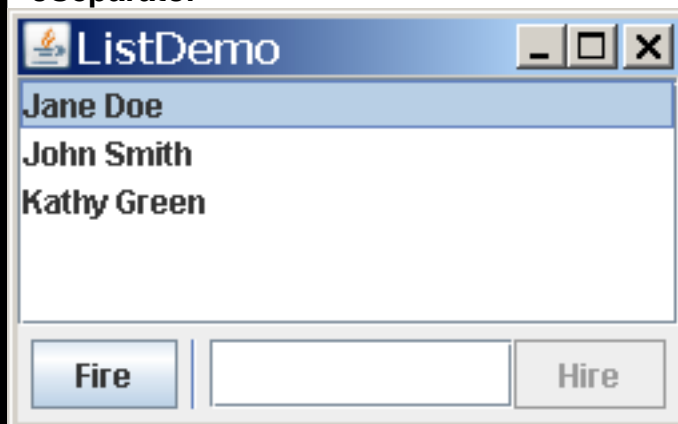 ListDemo
Jane Doe
John Smith
Kathy Green
Fire Hire